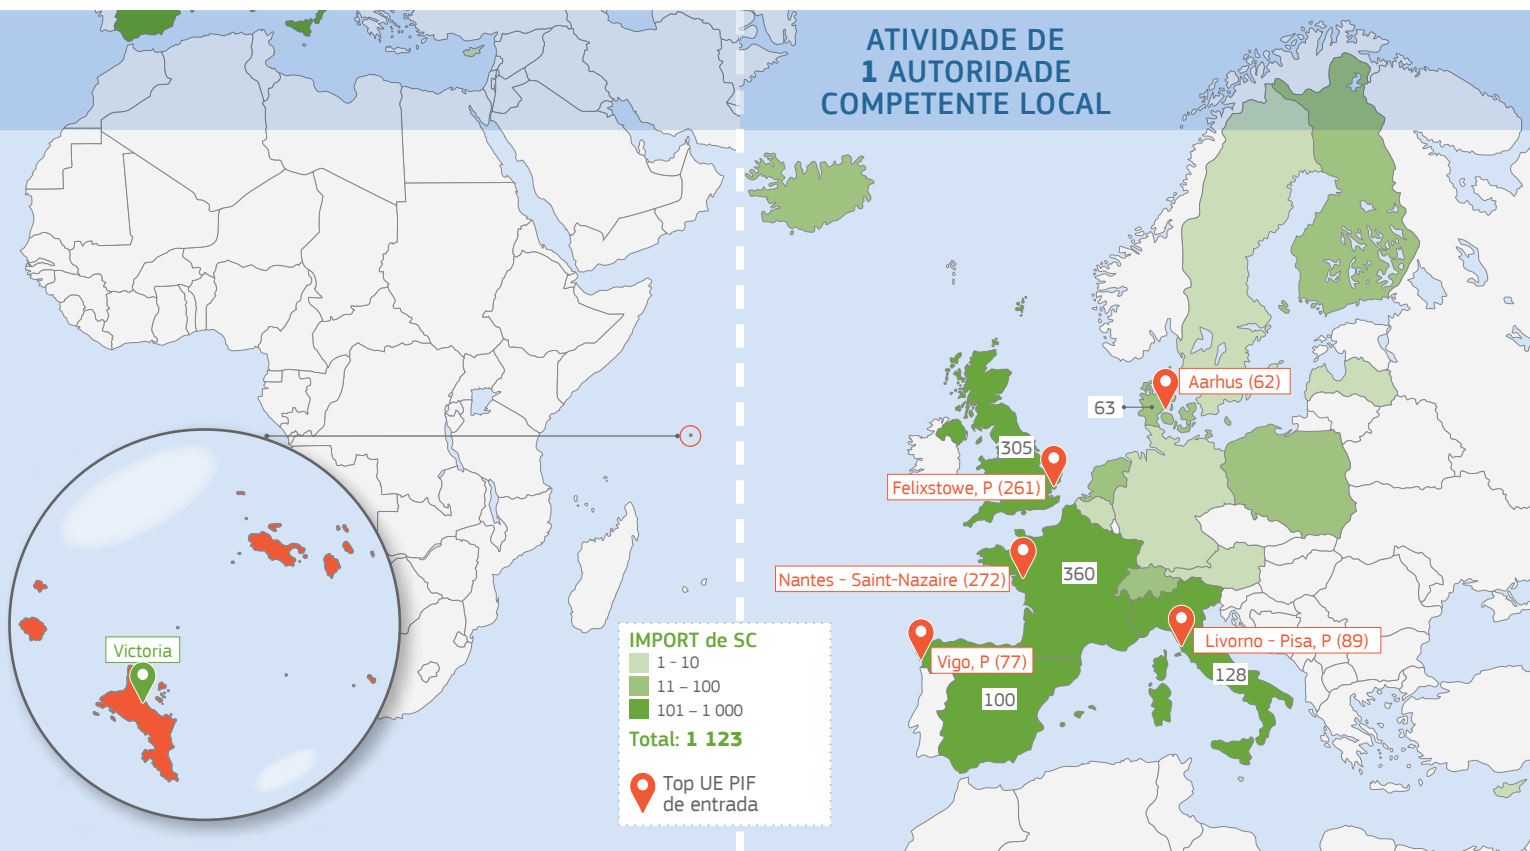 ATIVIDADE DE
1 AUTORIDADE
COMPETENTE LOCAL
Aarhus (62)
63
305
Felixstowe, P (261)
Nantes - Saint-Nazaire (272)
360
Vigo, P (77)
Livorno - Pisa, P (89)
128
100
Victoria
IMPORT de SC
1 - 10
11 – 100
101 – 1 000
Total: 1 123
Top UE PIF
de entrada